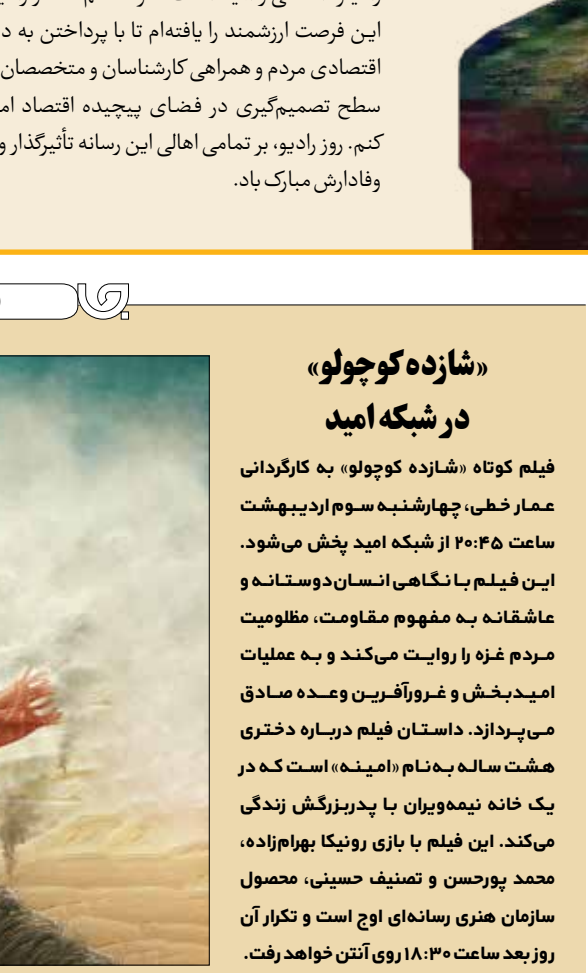 این فرصت ارزشمند را یافته‌ام تا با پرداختن به
اقتصادی مردم و همراهی کارشناسان و متخصصان
سطح تصمیم‌گیری در فضای پیچیده اقتصاد
کنم. روز رادیو، بر تمامی اهالی این رسانه تأثیرگذار و
وفادارش مبارک باد.
«شازده کوچولو»
در شبکه امید
فیلم کوتاه «شازده کوچولو» به کارگردانی
عمار خطی، چهارشنبه سوم اردیبهشت
ساعت ۲۰:۴۵ از شبکه امید پخش می‌شود.
این فیلم با نگاهی انسان‌دوستانه و
عاشقانه به مفهوم مقاومت، مظلومیت
مردم غزه را روایت می‌کند و به عملیات
امیدبخش و غرورآفرین وعده صادق
می‌پردازد. داستان فیلم درباره دختری
هشت ساله به‌نام «امینه» است که در
یک خانه نیمه‌ویران با پدربزرگش زندگی
می‌کند. این فیلم با بازی رونیکا بهرام‌زاده،
محمد پورحسن و تصنیف حسینی، محصول
سازمان هنری رسانه‌ای اوج است و تکرار آن
روز بعد ساعت ۱۸:۳۰ روی آنتن خواهد رفت.